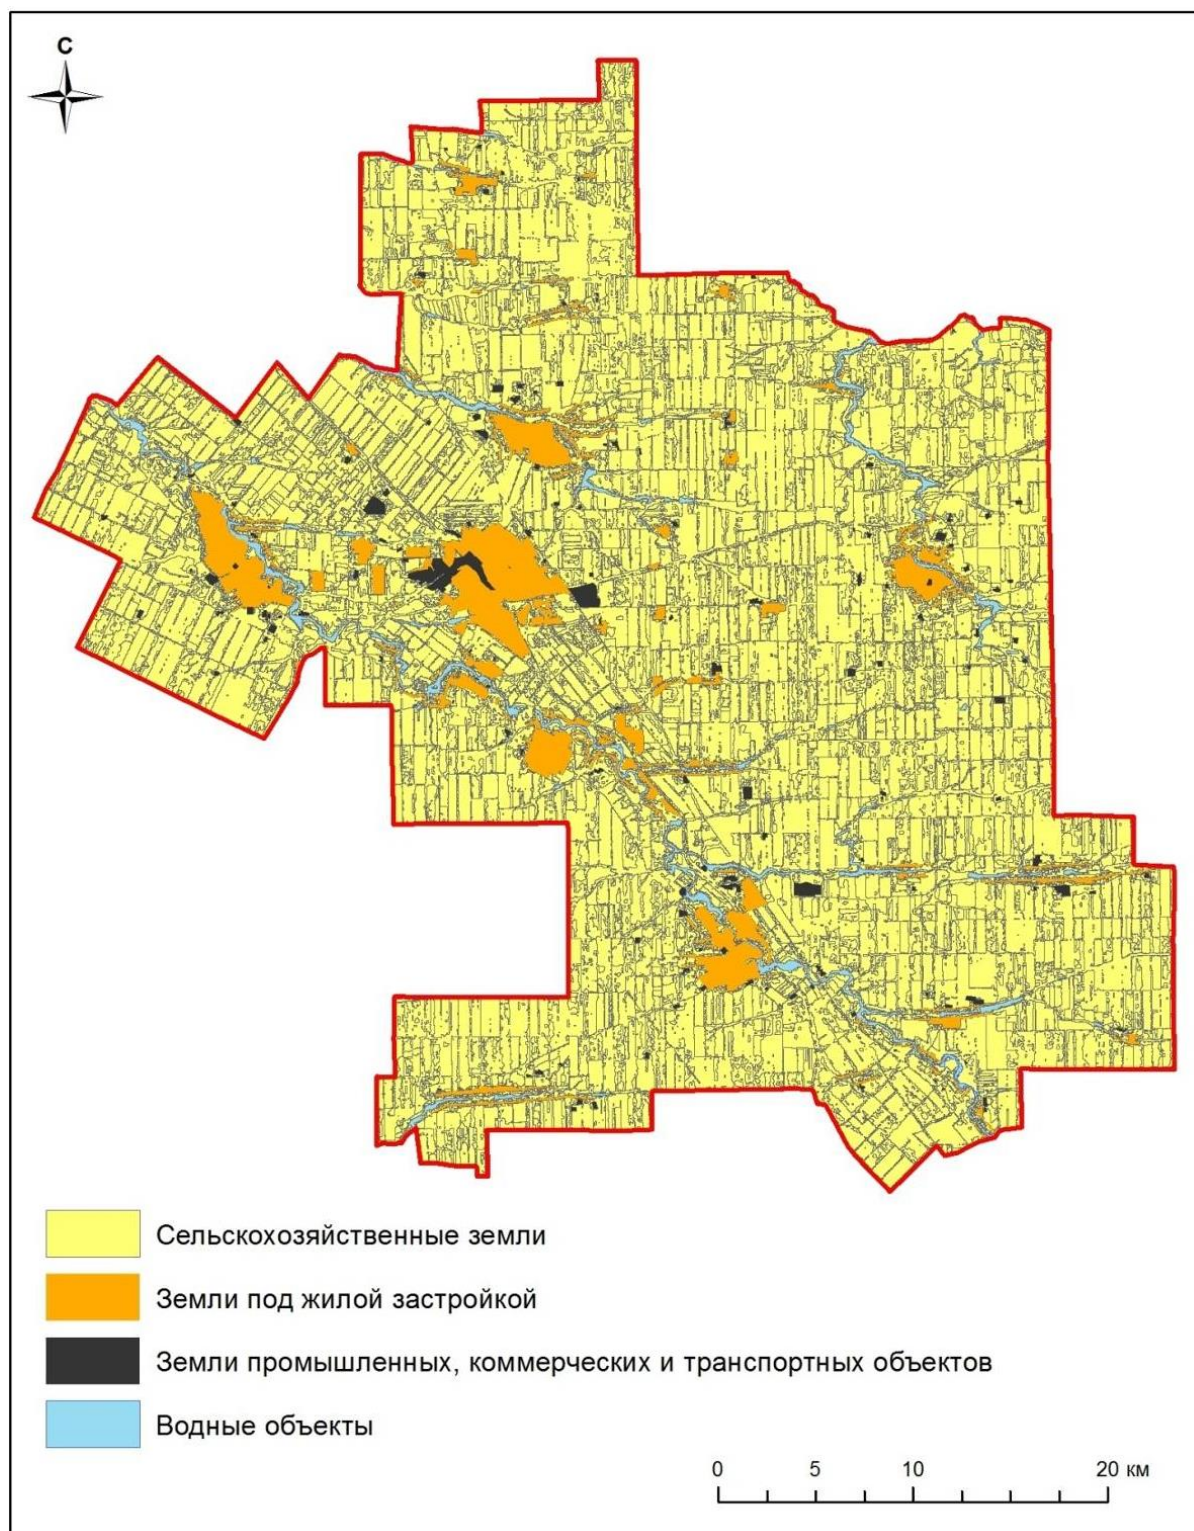 С
Сельскохозяйственные земли
Земли под жилой застройкой
Земли промышленных, коммерческих и транспортных объектов
Водные объекты
0 5 10 20 км